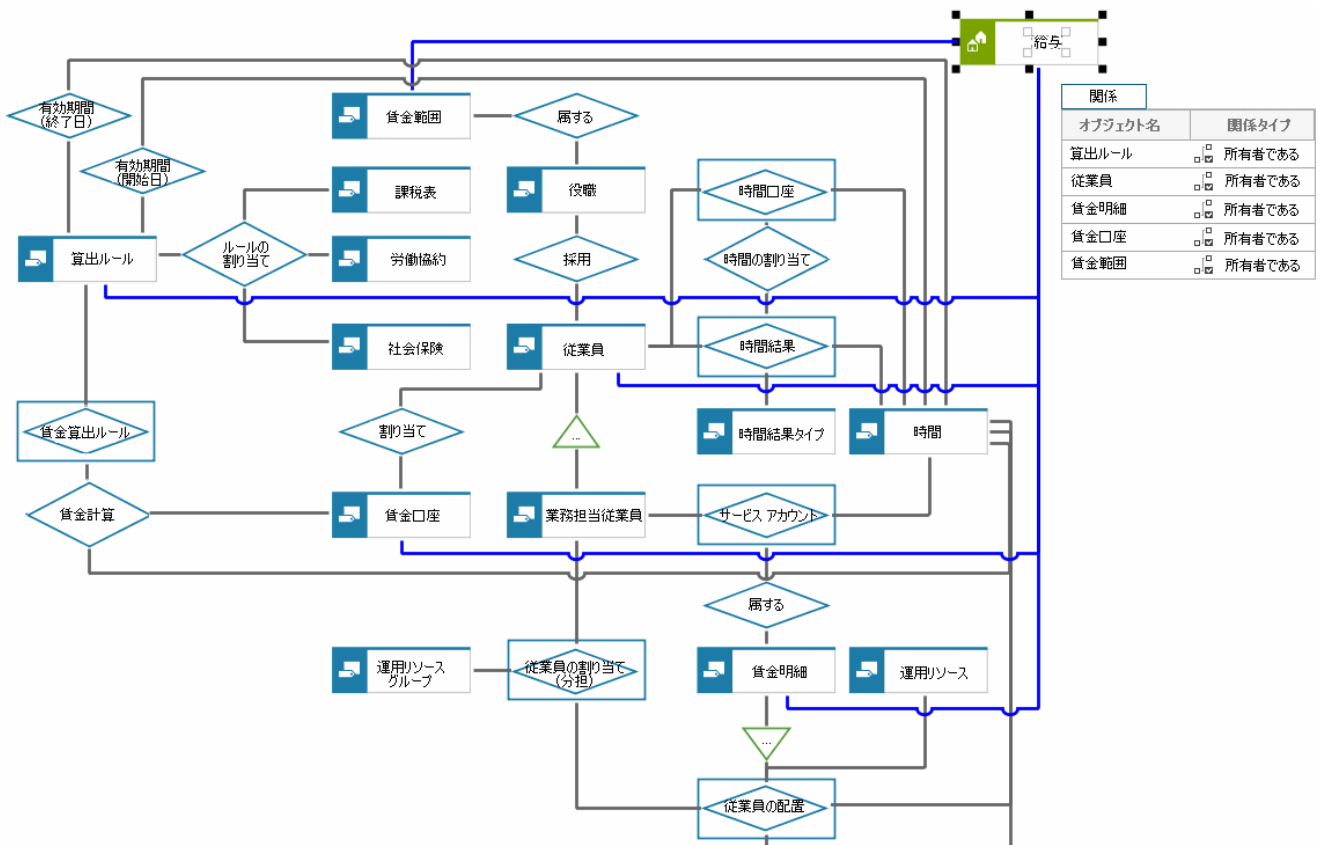 給与
有効期間
(終了日)
賃金範囲
属する
関係
オブジェクト名
関係タイプ
算出ルール
所有者である
従業員
所有者である
賃金明細
所有者である
賃金口座
所有者である
賃金範囲
所有者である
有効期間
(開始日)
課税表
役職
時間口座
算出ルール
ルールの
割り当て
労働協約
採用
時間の割り当て
社会保険
従業員
時間結果
賃金算出ルール
割り当て
...
時間結果タイプ
時間
賃金計算
賃金口座
業務担当従業員
サービス アカウント
属する
運用リソース
グループ
従業員の割り当て
(分担)
賃金明細
運用リソース
...
従業員の配置